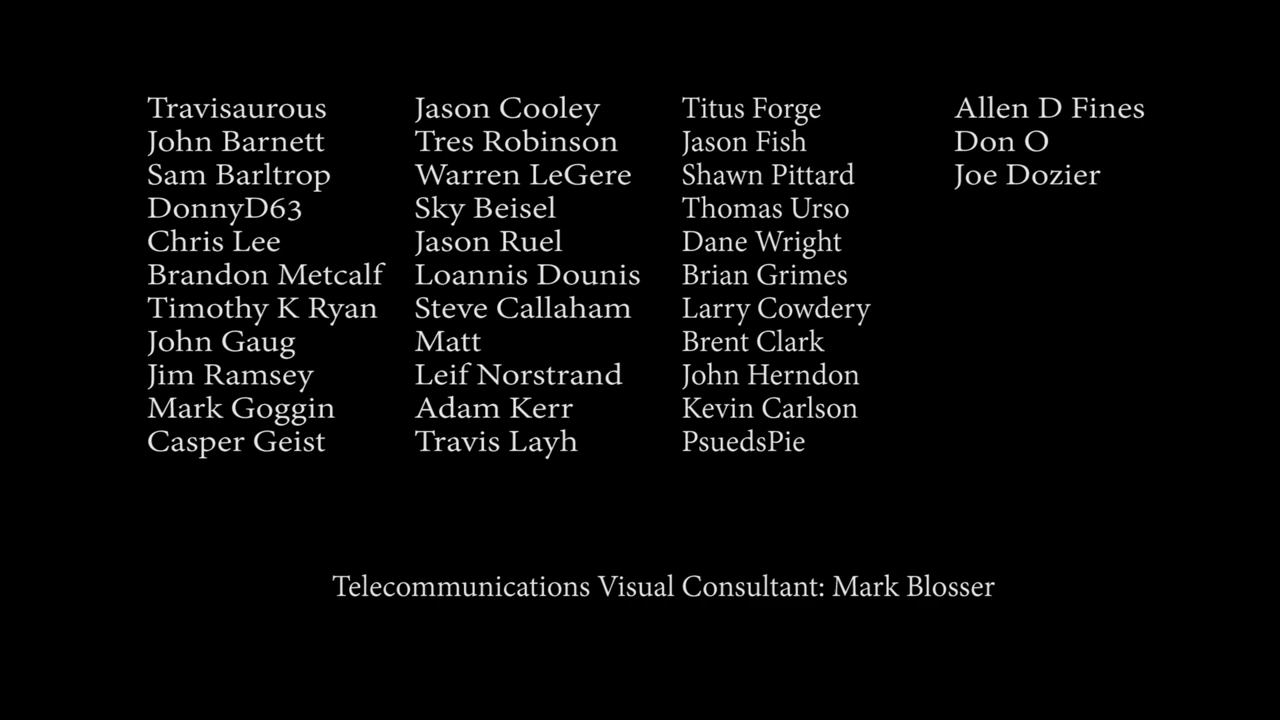 Travisaurous
John Barnett
Sam Barltrop
DonnyD63
Chris Lee
Brandon Metcalf
Timothy K Ryan
John Gaug
Jim Ramsey
Mark Goggin
Casper Geist
Jason Cooley
Tres Robinson
Warren LeGere
Sky Beisel
Jason Ruel
Loannis Dounis
Steve Callaham
Matt
Leif Norstrand
Adam Kerr
Travis Layh
Titus Forge
Jason Fish
Shawn Pittard
Thomas Urso
Dane Wright
Brian Grimes
Larry Cowdery
Brent Clark
John Herndon
Kevin Carlson
PsuedsPie
Allen D Fines
Don O
Joe Dozier
Telecommunications Visual Consultant: Mark Blosser